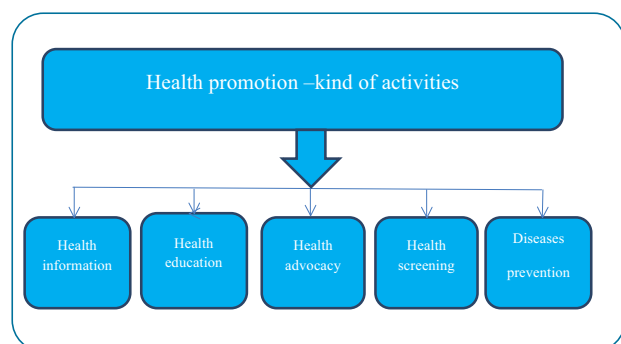 Health promotion –kind of activities
Health
information
Health
education
Health
advocacy
Health
screening
Diseases
prevention